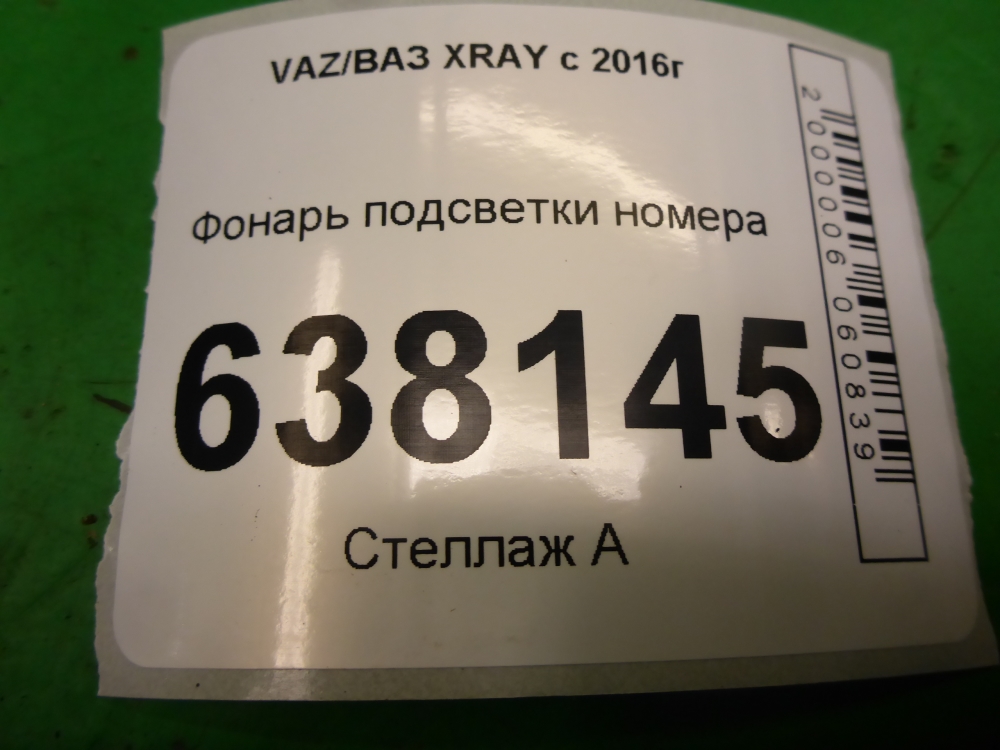 VAZ/ВАЗ XRAY с 2016г
Фонарь подсветки номера
638145
Стеллаж А
2000006060839